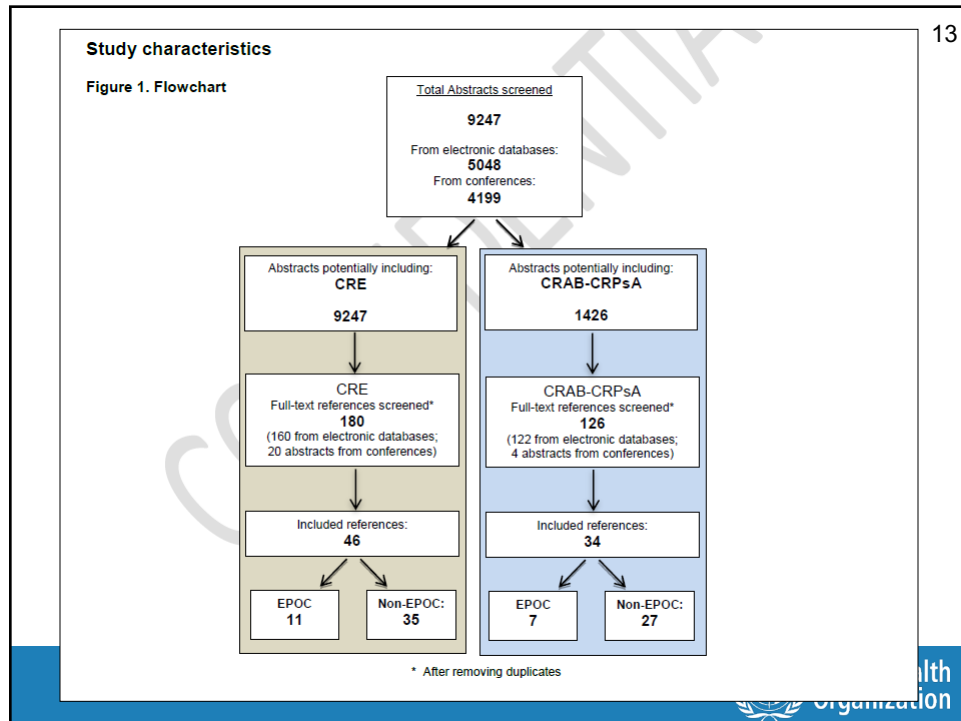 13
Study characteristics
Figure 1. Flowchart
Total Abstracts screened
9247
From electronic databases:
5048
From conferences:
4199
Abstracts potentially including:
CRE
9247
Abstracts potentially including:
CRAB-CRPsA
1426
CRE
Full-text references screened*
180
(160 from electronic databases;
20 abstracts from conferences)
CRAB-CRPsA
Full-text references screened*
126
(122 from electronic databases;
4 abstracts from conferences)
Included references:
46
Included references:
34
EPOC
11
Non-EPOC:
35
EPOC
7
Non-EPOC:
27
* After removing duplicates
Organization